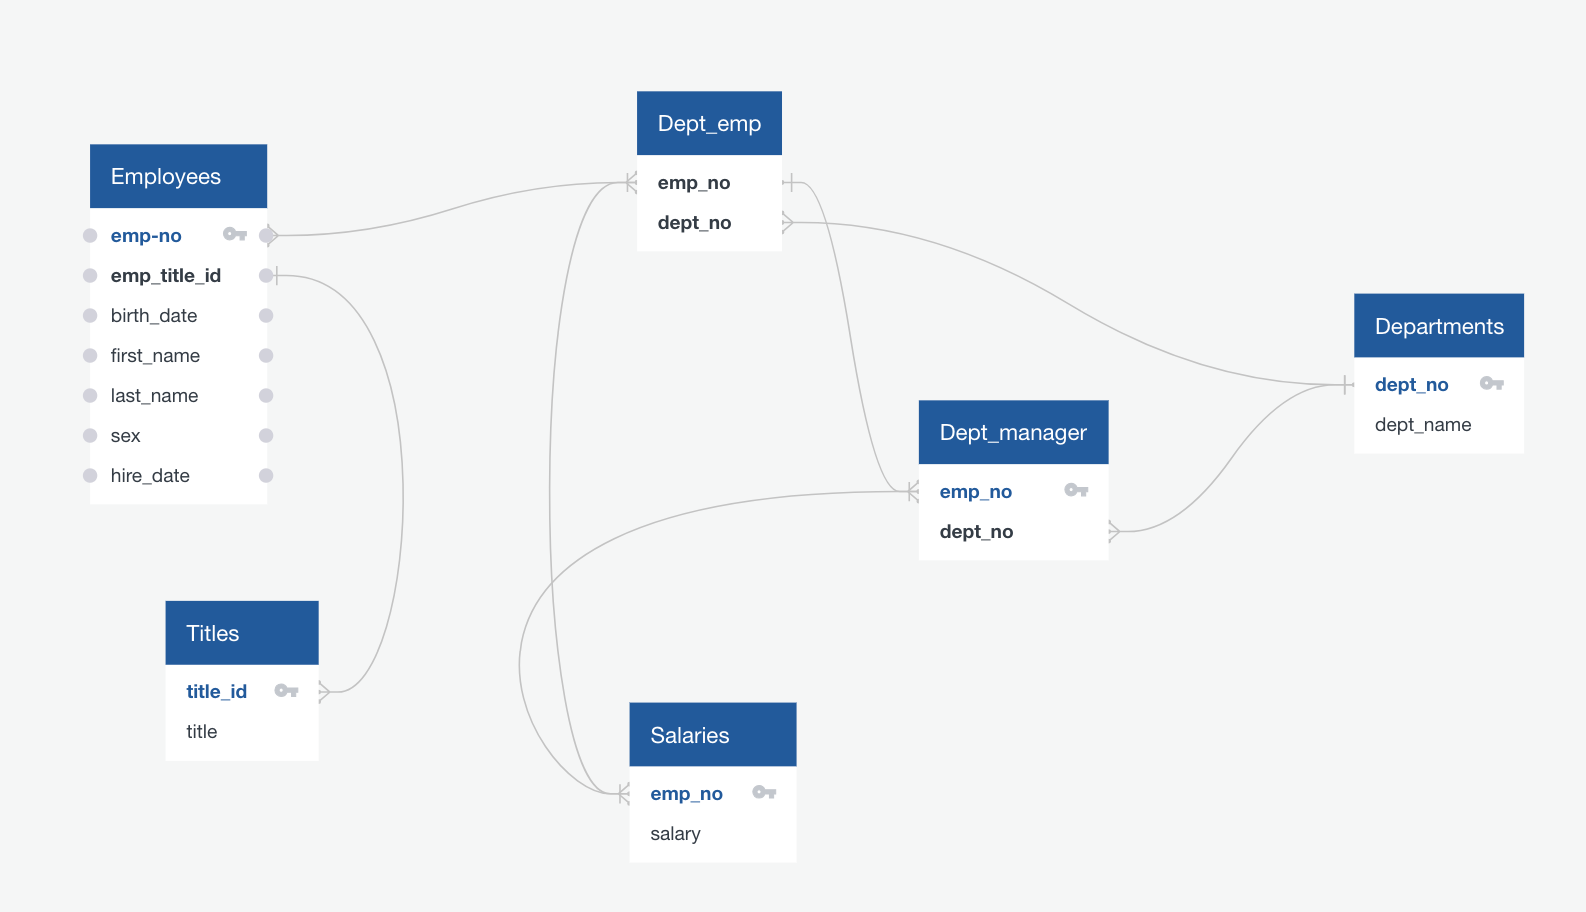 Employees
emp-no
emp_title_id
birth_date
first_name
last_name
sex
hire_date
Titles
title_id
title
Dept_emp
emp_no
dept_no
Salaries
emp_no
salary
Dept_manager
emp_no
dept_no
Departments
dept_no
dept_name